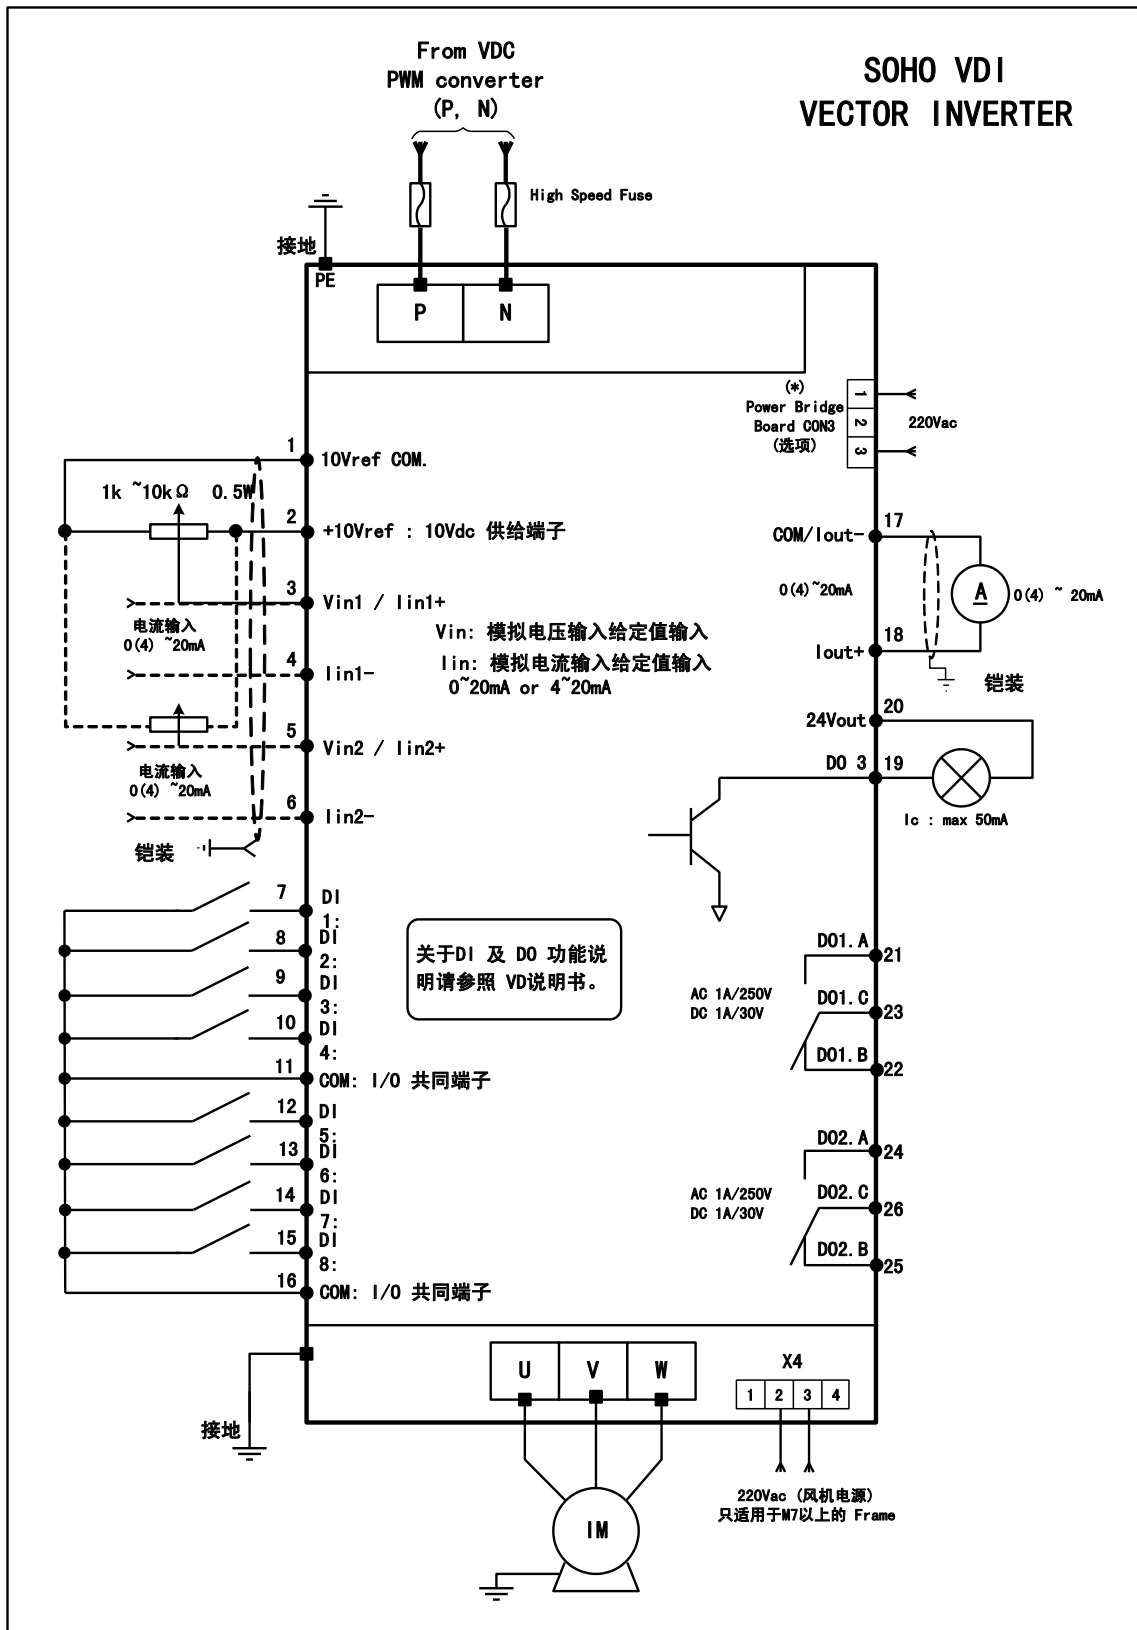 From VDC
PWM converter
(P, N)
SOHO VDI
VECTOR INVERTER
High Speed Fuse
接地
PE
P
N
(*)
Power Bridge
Board CON3
(选项)
1
2
3
220Vac
1
10Vref COM.
1k ~10kΩ 0.5W
2
+10Vref : 10Vdc 供给端子
3
Vin1 / Iin1+
电流输入
0(4) ~20mA
Vin: 模拟电压输入给定值输入
4
Iin1-
Iin: 模拟电流输入给定值输入
0~20mA or 4~20mA
5
Vin2 / Iin2+
电流输入
0(4) ~20mA
6
Iin2-
铠装
17
COM/Iout-
0(4)~20mA
A
0(4) ~ 20mA
18
Iout+
铠装
20
24Vout
DO 3
19
Ic : max 50mA
7
DI
1:
8
DI
2:
9
DI
3:
10
DI
4:
11
COM: I/O 共同端子
12
DI
5:
13
DI
6:
14
DI
7:
15
DI
8:
16
COM: I/O 共同端子
关于DI 及 DO 功能说
明请参照 VD说明书。
DO1.A
21
AC 1A/250V
DC 1A/30V
DO1.C
23
DO1.B
22
DO2.A
24
AC 1A/250V
DC 1A/30V
DO2.C
26
DO2.B
25
U
V
W
X4
1
2
3
4
接地
220Vac (风机电源)
只适用于M7以上的 Frame
IM